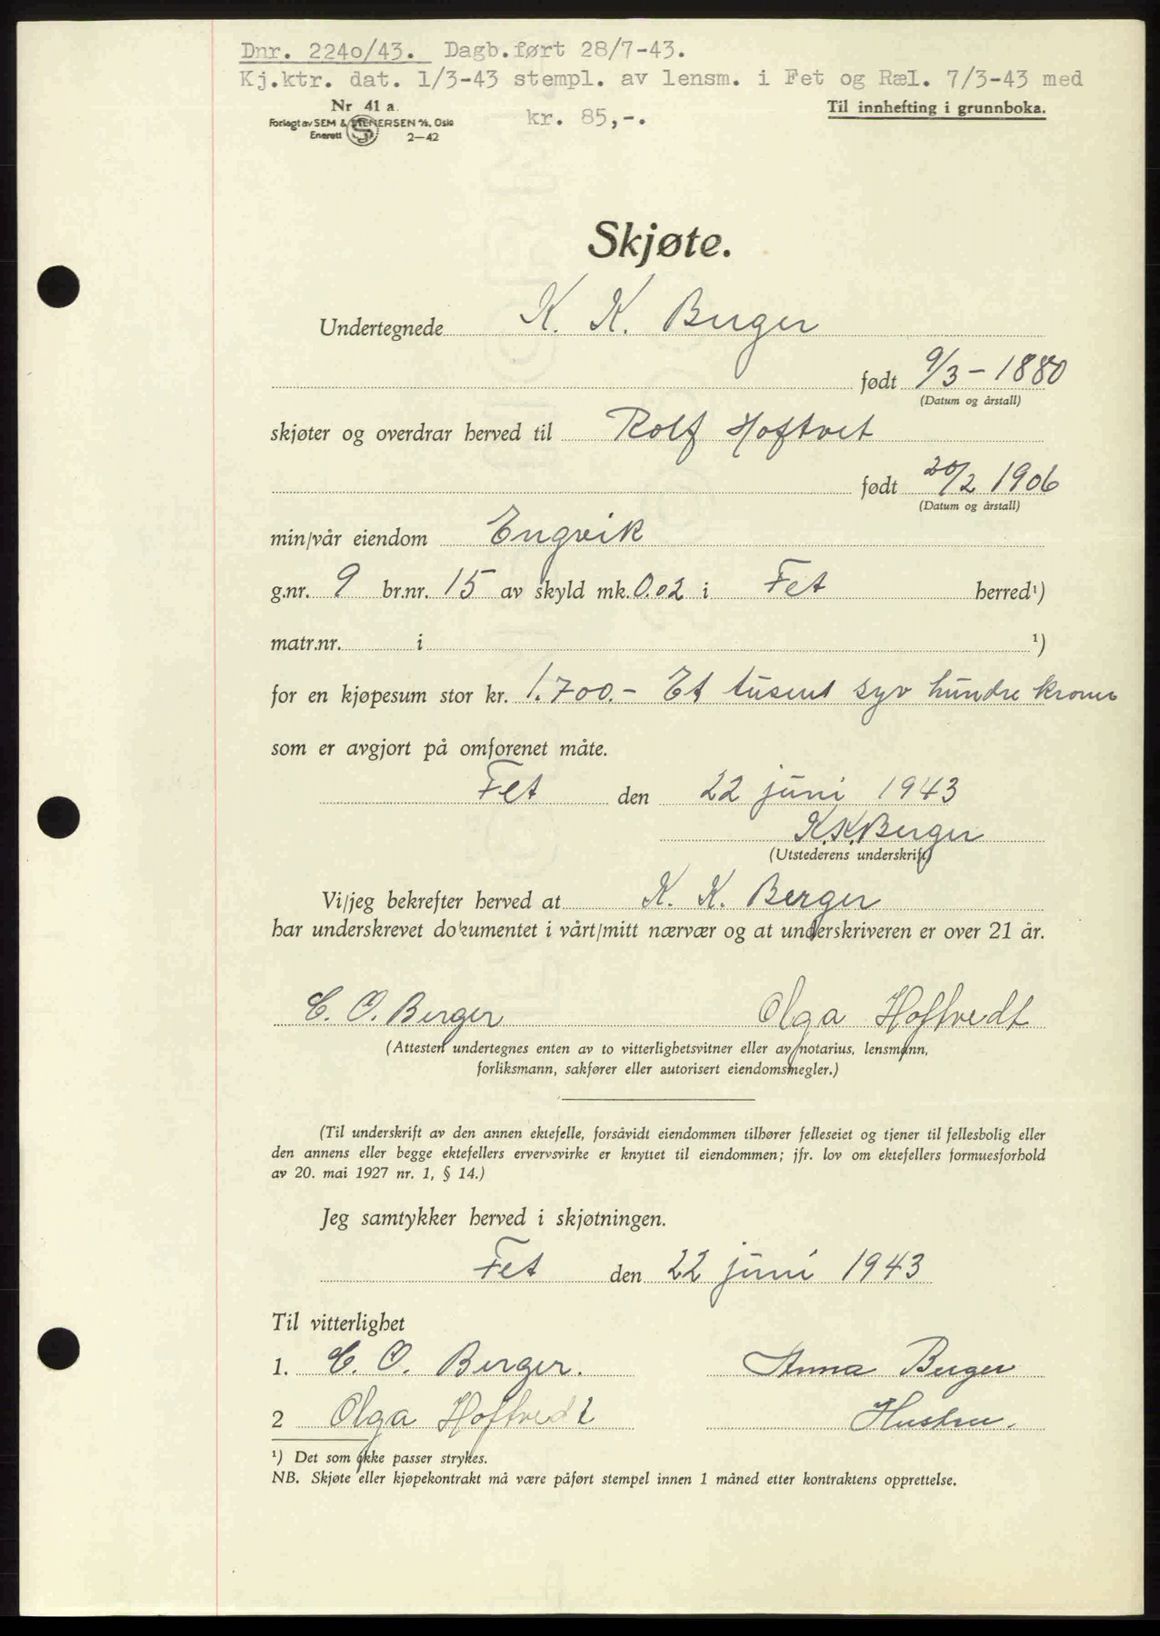 Dnr. 2240/43. Dagb.ført 28/7-43.
Kj.ktr. dat. 1/3-43 stempl. av lensm. i Fet og Ræl. 7/3-43 med
kr. 85,-.
Nr 41 a.
Forlagt av SEM & STENERSEN A/S, Oslo
Enerett 2—42
Til innhefting i grunnboka.
Skjøte.
Undertegnede K. K. Berger
født 9/3 - 1880
(Datum og årstall)
skjøter og overdrar herved til Rolf Hoftvet
født 20/2 1906
(Datum og årstall)
min/vår eiendom Engvik
g.nr. 9 br.nr. 15 av skyld mk. 0.02 i Fet herred¹)
matr.nr. i ¹)
for en kjøpesum stor kr. 1.700.- Et tusent syv hundre kroner
som er avgjort på omforenet måte.
Fet den 22 juni 1943
K.K. Berger
(Utstederens underskrift)
Vi/jeg bekrefter herved at K. K. Berger
har underskrevet dokumentet i vårt/mitt nærvær og at underskriveren er over 21 år.
C. O. Berger Olga Hoftvedt
(Attesten undertegnes enten av to vitterlighetsvitner eller av notarius, lensmann,
forliksmann, sakfører eller autorisert eiendomsmegler.)
(Til underskrift av den annen ektefelle, forsåvidt eiendommen tilhører felleseiet og tjener til fellesbolig eller
den annens eller begge ektefellers ervervsvirke er knyttet til eiendommen; jfr. lov om ektefellers formuesforhold
av 20. mai 1927 nr. 1, § 14.)
Jeg samtykker herved i skjøtningen.
Fet den 22 juni 1943
Til vitterlighet
1. C. O. Berger. Anna Berger
2 Olga Hoftvedt Hustru.
¹) Det som ikke passer strykes.
NB. Skjøte eller kjøpekontrakt må være påført stempel innen 1 måned etter kontraktens opprettelse.